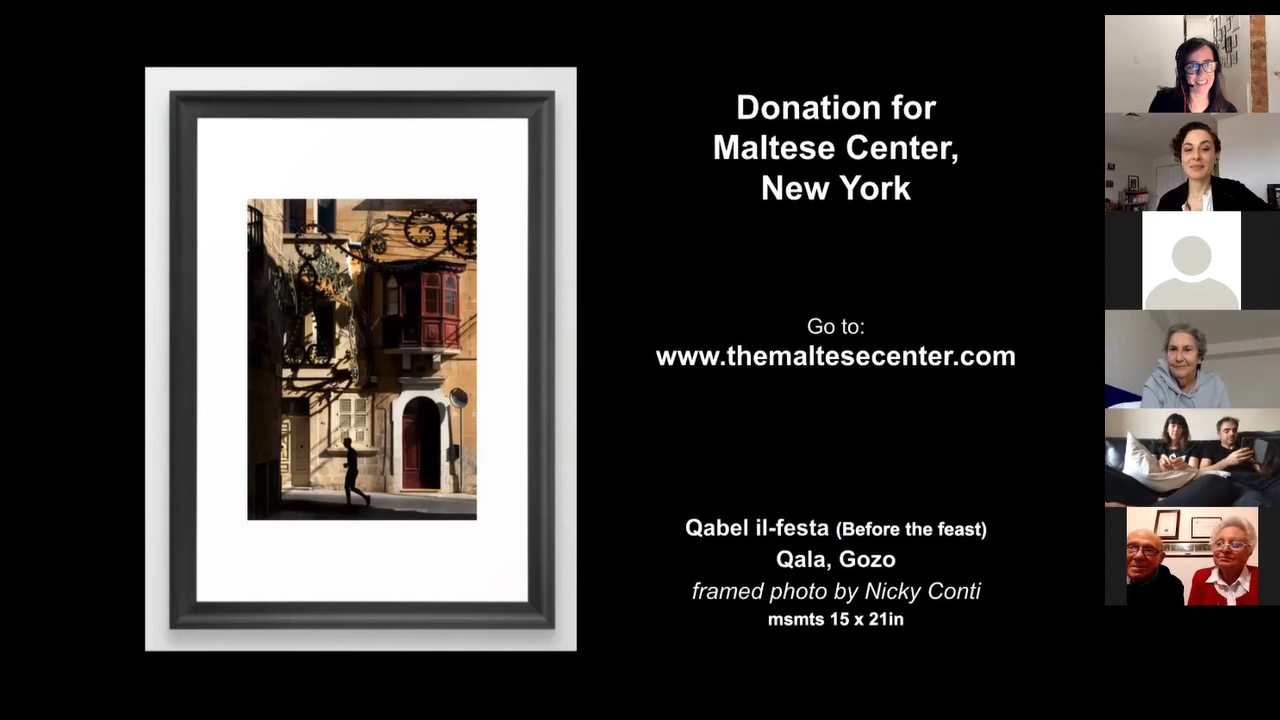 Donation for
Maltese Center,
New York
Go to:
www.themaltesecenter.com
Qabel il-festa (Before the feast)
Qala, Gozo
framed photo by Nicky Conti
msmts 15 x 21in